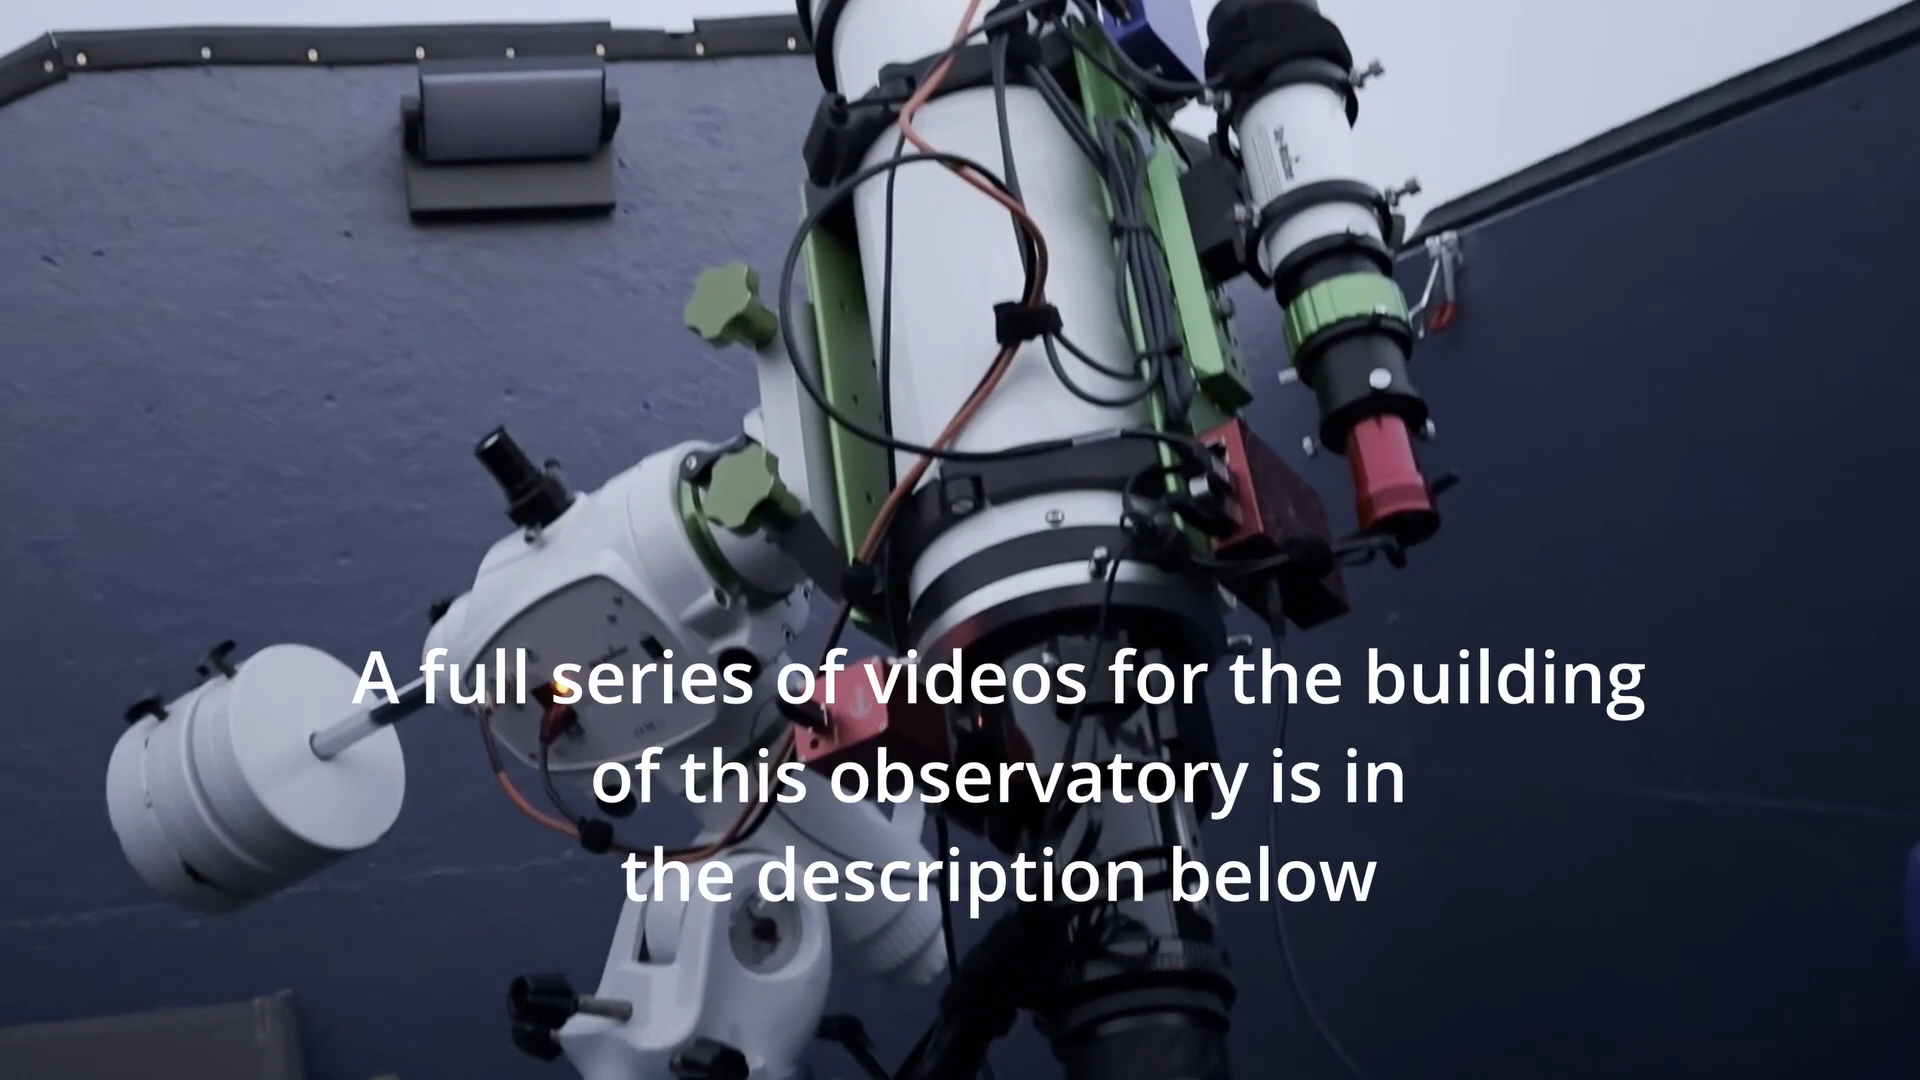 A full series of videos for the building
of this observatory is in
the description below